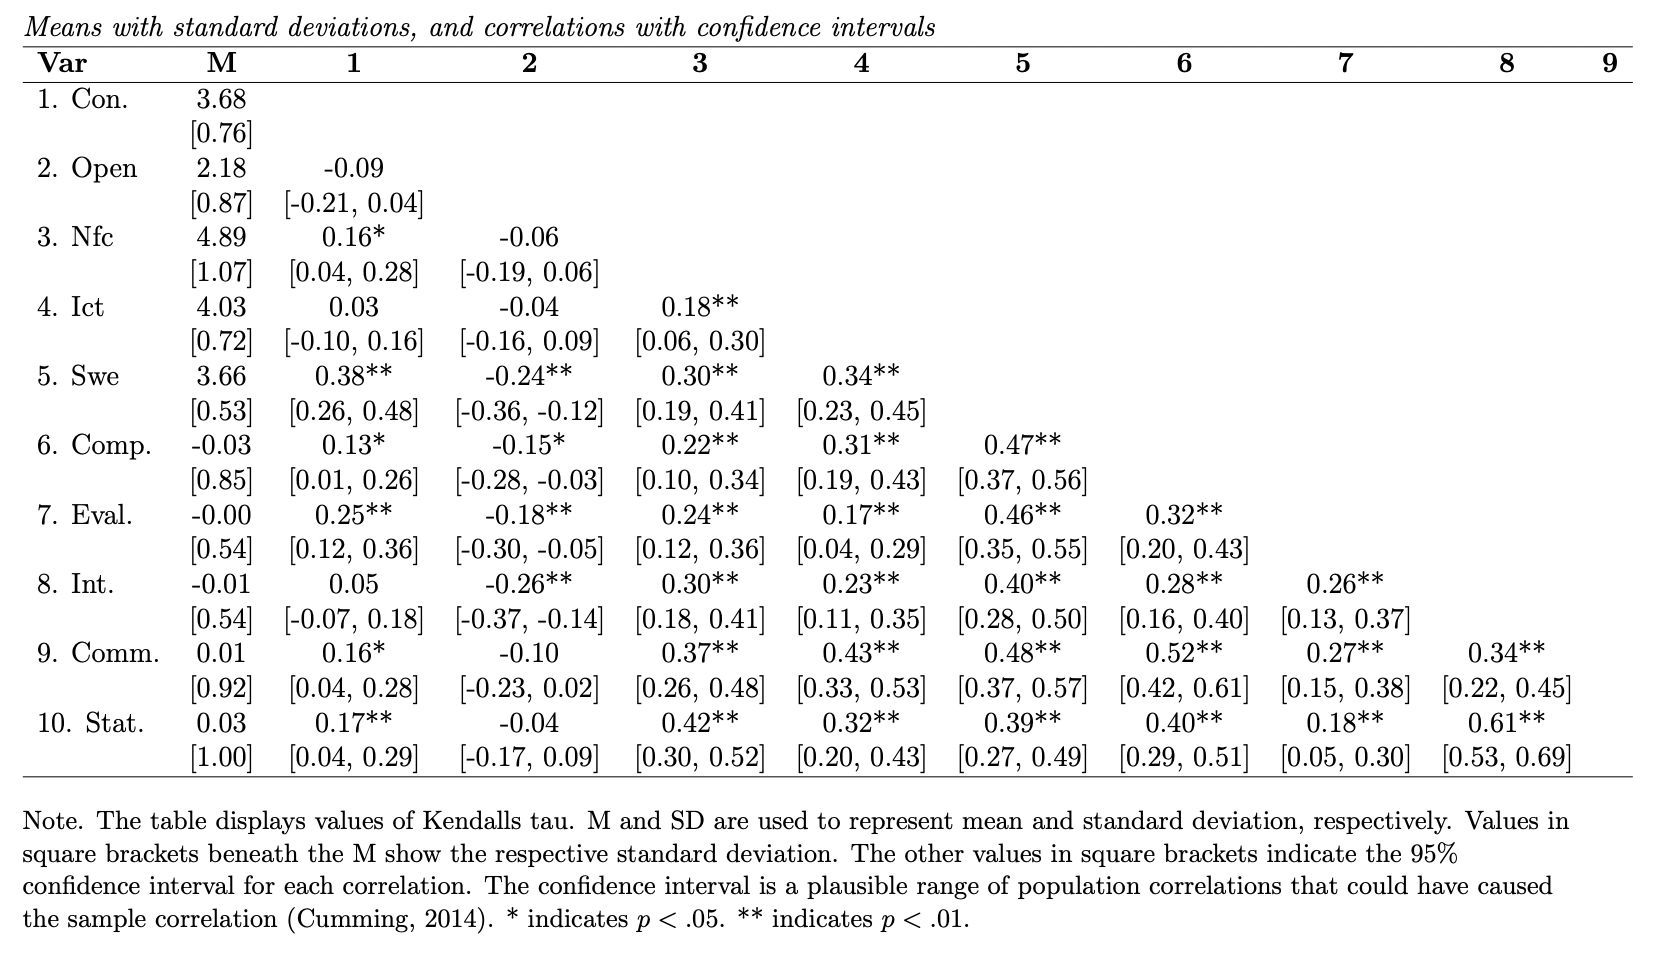 Means with standard deviations, and correlations with confidence intervals
Var M 1 2 3 4 5 6 7 8 9
1. Con. 3.68
[0.76]
2. Open 2.18 -0.09
[0.87] [-0.21, 0.04]
3. Nfc 4.89 0.16* -0.06
[1.07] [0.04, 0.28] [-0.19, 0.06]
4. Ict 4.03 0.03 -0.04 0.18**
[0.72] [-0.10, 0.16] [-0.16, 0.09] [0.06, 0.30]
5. Swe 3.66 0.38** -0.24** 0.30** 0.34**
[0.53] [0.26, 0.48] [-0.36, -0.12] [0.19, 0.41] [0.23, 0.45]
6. Comp. -0.03 0.13* -0.15* 0.22** 0.31** 0.47**
[0.85] [0.01, 0.26] [-0.28, -0.03] [0.10, 0.34] [0.19, 0.43] [0.37, 0.56]
7. Eval. -0.00 0.25** -0.18** 0.24** 0.17** 0.46** 0.32**
[0.54] [0.12, 0.36] [-0.30, -0.05] [0.12, 0.36] [0.04, 0.29] [0.35, 0.55] [0.20, 0.43]
8. Int. -0.01 0.05 -0.26** 0.30** 0.23** 0.40** 0.28** 0.26**
[0.54] [-0.07, 0.18] [-0.37, -0.14] [0.18, 0.41] [0.11, 0.35] [0.28, 0.50] [0.16, 0.40] [0.13, 0.37]
9. Comm. 0.01 0.16* -0.10 0.37** 0.43** 0.48** 0.52** 0.27** 0.34**
[0.92] [0.04, 0.28] [-0.23, 0.02] [0.26, 0.48] [0.33, 0.53] [0.37, 0.57] [0.42, 0.61] [0.15, 0.38] [0.22, 0.45]
10. Stat. 0.03 0.17** -0.04 0.42** 0.32** 0.39** 0.40** 0.18** 0.61**
[1.00] [0.04, 0.29] [-0.17, 0.09] [0.30, 0.52] [0.20, 0.43] [0.27, 0.49] [0.29, 0.51] [0.05, 0.30] [0.53, 0.69]
Note. The table displays values of Kendalls tau. M and SD are used to represent mean and standard deviation, respectively. Values in
square brackets beneath the M show the respective standard deviation. The other values in square brackets indicate the 95%
confidence interval for each correlation. The confidence interval is a plausible range of population correlations that could have caused
the sample correlation (Cumming, 2014). * indicates p < .05. ** indicates p < .01.